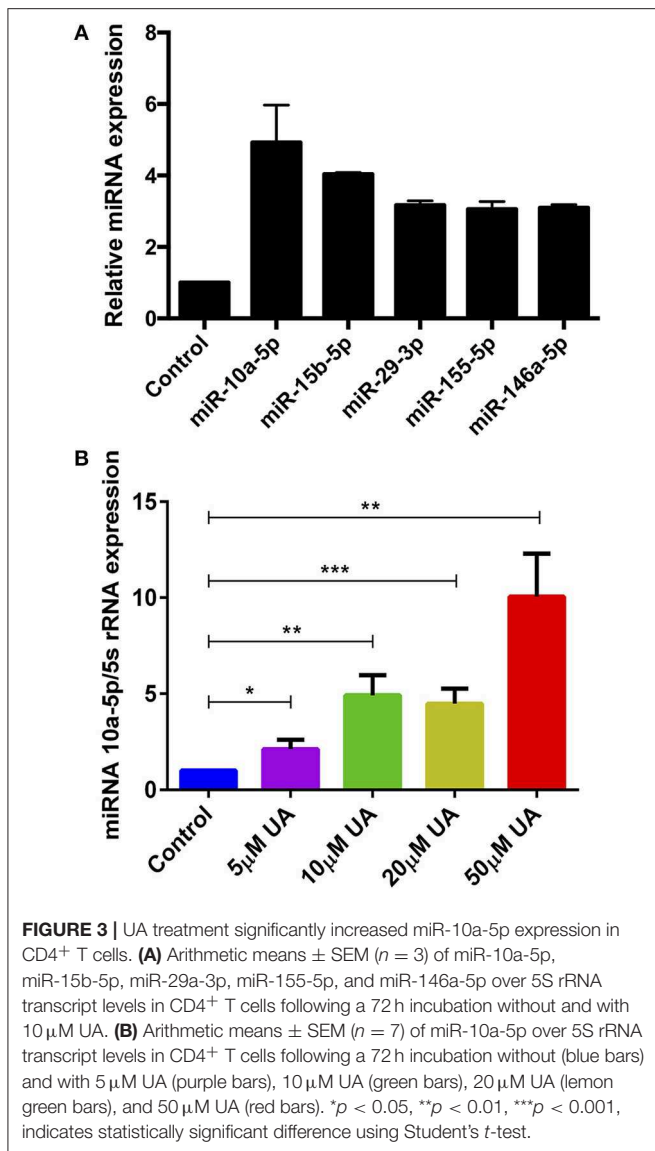 A
Relative miRNA expression
8
6
4
2
0
Control
miR-10a-5p
miR-15b-5p
miR-29-3p
miR-155-5p
miR-146a-5p
B
miRNA 10a-5p/5s rRNA expression
15
10
5
0
**
***
**
*
Control
5μM UA
10μM UA
20μM UA
50μM UA
FIGURE 3 | UA treatment significantly increased miR-10a-5p expression in
CD4+ T cells. (A) Arithmetic means ± SEM (n = 3) of miR-10a-5p,
miR-15b-5p, miR-29a-3p, miR-155-5p, and miR-146a-5p over 5S rRNA
transcript levels in CD4+ T cells following a 72 h incubation without and with
10 μM UA. (B) Arithmetic means ± SEM (n = 7) of miR-10a-5p over 5S rRNA
transcript levels in CD4+ T cells following a 72 h incubation without (blue bars)
and with 5 μM UA (purple bars), 10 μM UA (green bars), 20 μM UA (lemon
green bars), and 50 μM UA (red bars). *p < 0.05, **p < 0.01, ***p < 0.001,
indicates statistically significant difference using Student's t-test.